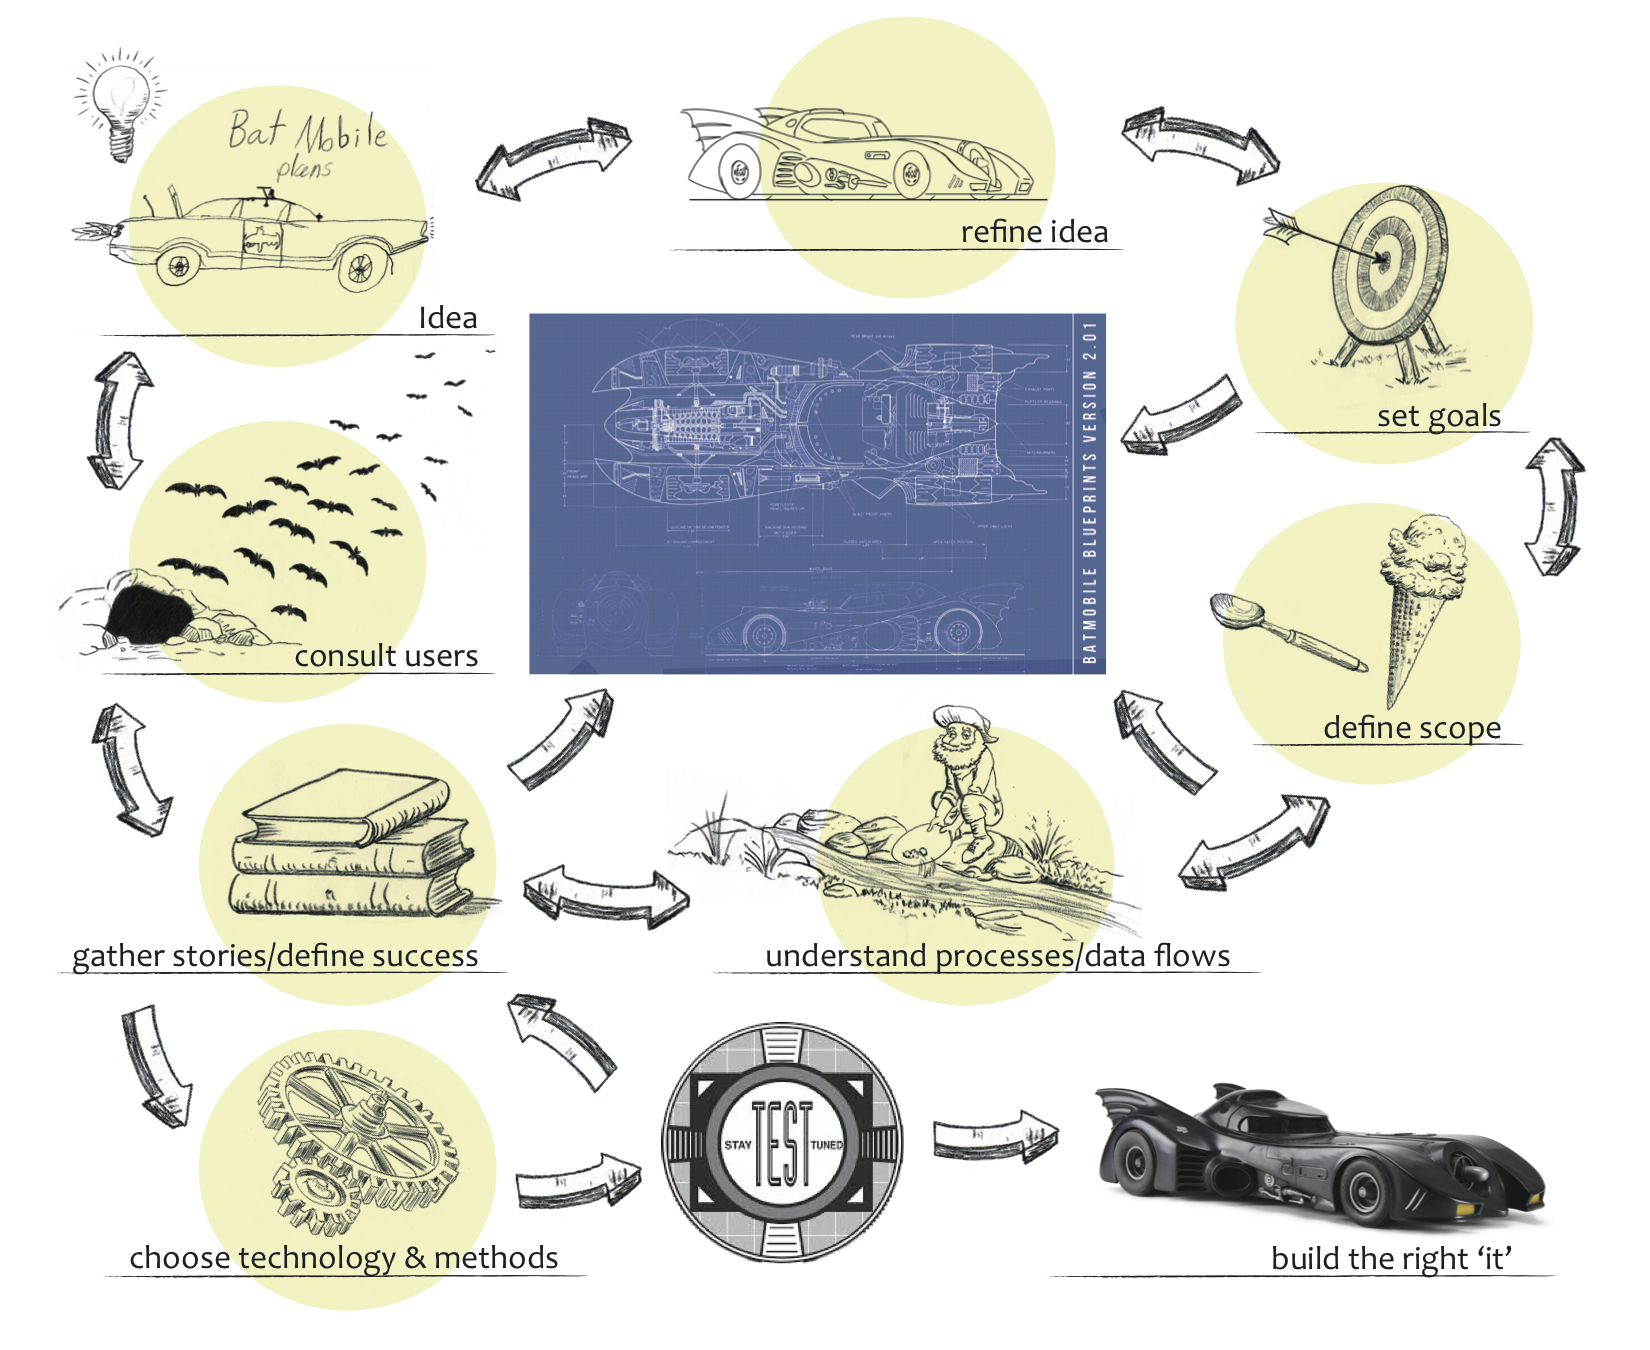 Bat Mobile
plans
Idea
refine idea
set goals
BATMOBILE BLUEPRINTS VERSION 2.01
consult users
define scope
gather stories/define success
understand processes/data flows
STAY TEST TUNED
choose technology & methods
build the right ‘it’